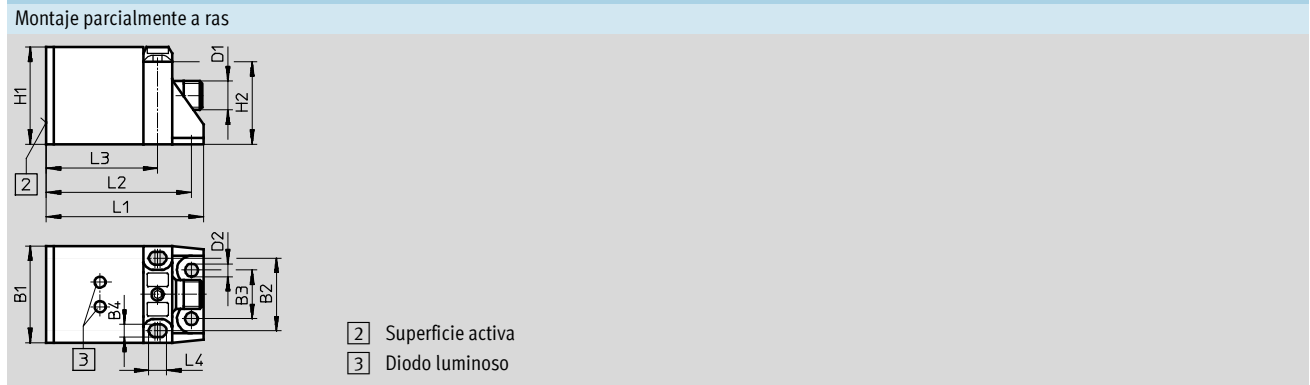 Montaje parcialmente a ras
H1
D1
H2
L3
2
L2
L1
D2
B1
B4
B3
B2
3
L4
2 Superficie activa
3 Diodo luminoso